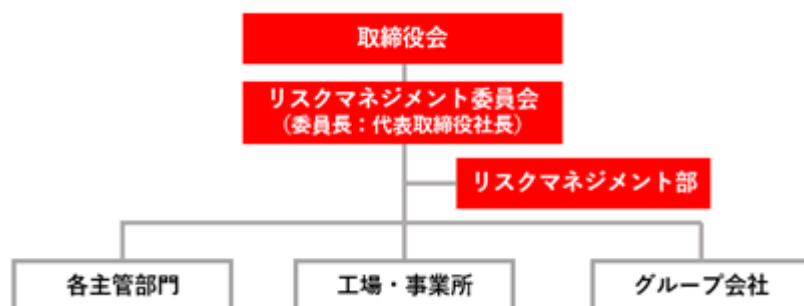 取締役会
リスクマネジメント委員会
(委員長：代表取締役社長)
リスクマネジメント部
各主管部門
工場・事業所
グループ会社